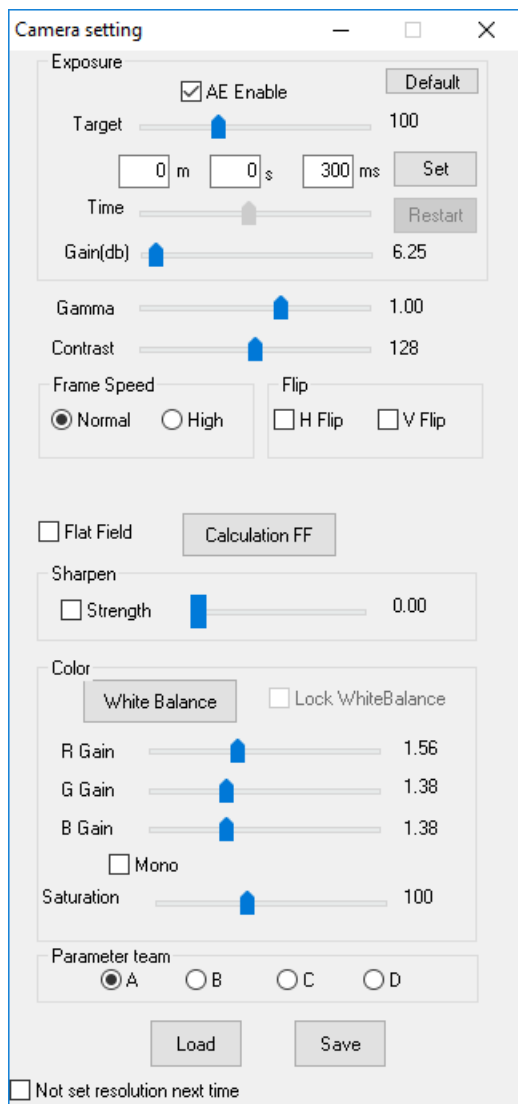 Camera setting
Exposure
AE Enable Default
Target 100
0 m 0 s 300 ms Set
Time Restart
Gain(db) 6.25
Gamma 1.00
Contrast 128
Frame Speed Flip
Normal High H Flip V Flip
Flat Field Calculation FF
Sharpen
Strength 0.00
Color
White Balance Lock WhiteBalance
R Gain 1.56
G Gain 1.38
B Gain 1.38
Mono
Saturation 100
Parameter team
A B C D
Load Save
Not set resolution next time